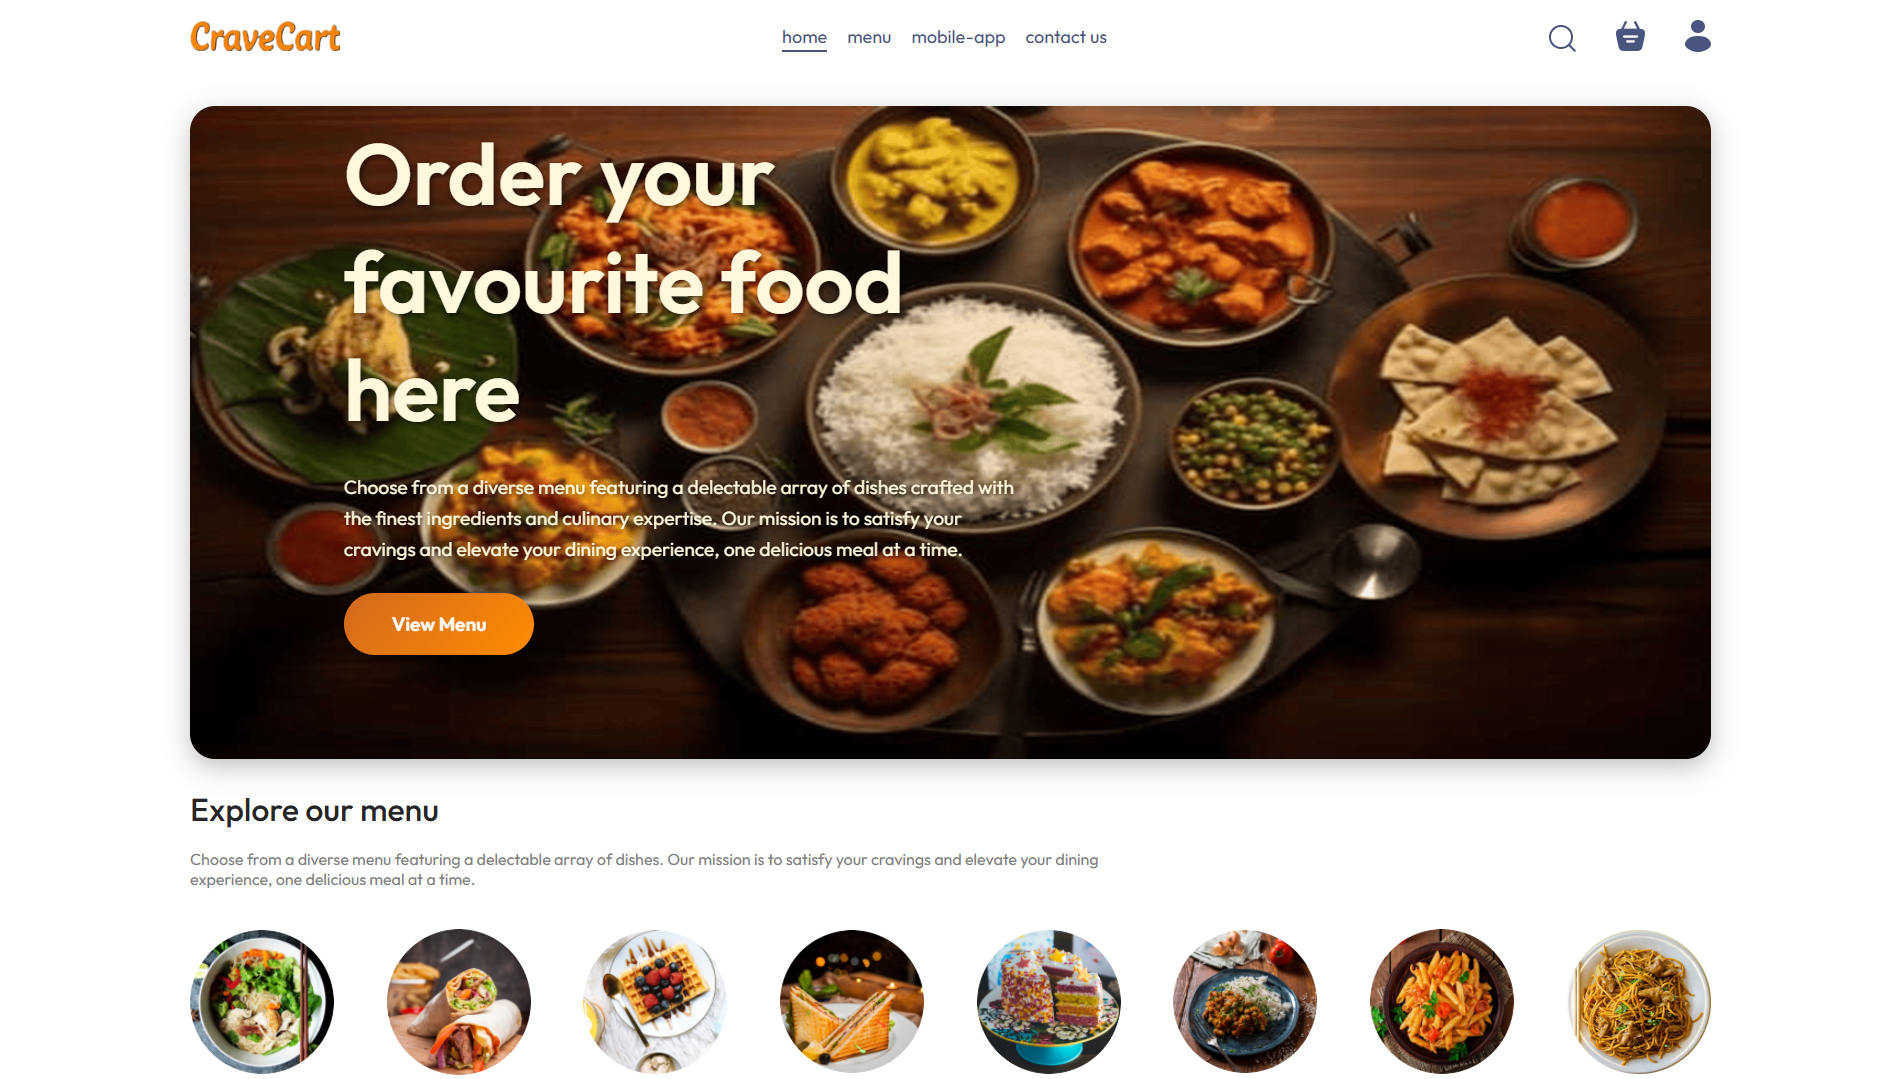 CraveCart
home menu mobile-app contact us
Order your
favourite food
here
Choose from a diverse menu featuring a delectable array of dishes crafted with
the finest ingredients and culinary expertise. Our mission is to satisfy your
cravings and elevate your dining experience, one delicious meal at a time.
View Menu
Explore our menu
Choose from a diverse menu featuring a delectable array of dishes. Our mission is to satisfy your cravings and elevate your dining
experience, one delicious meal at a time.